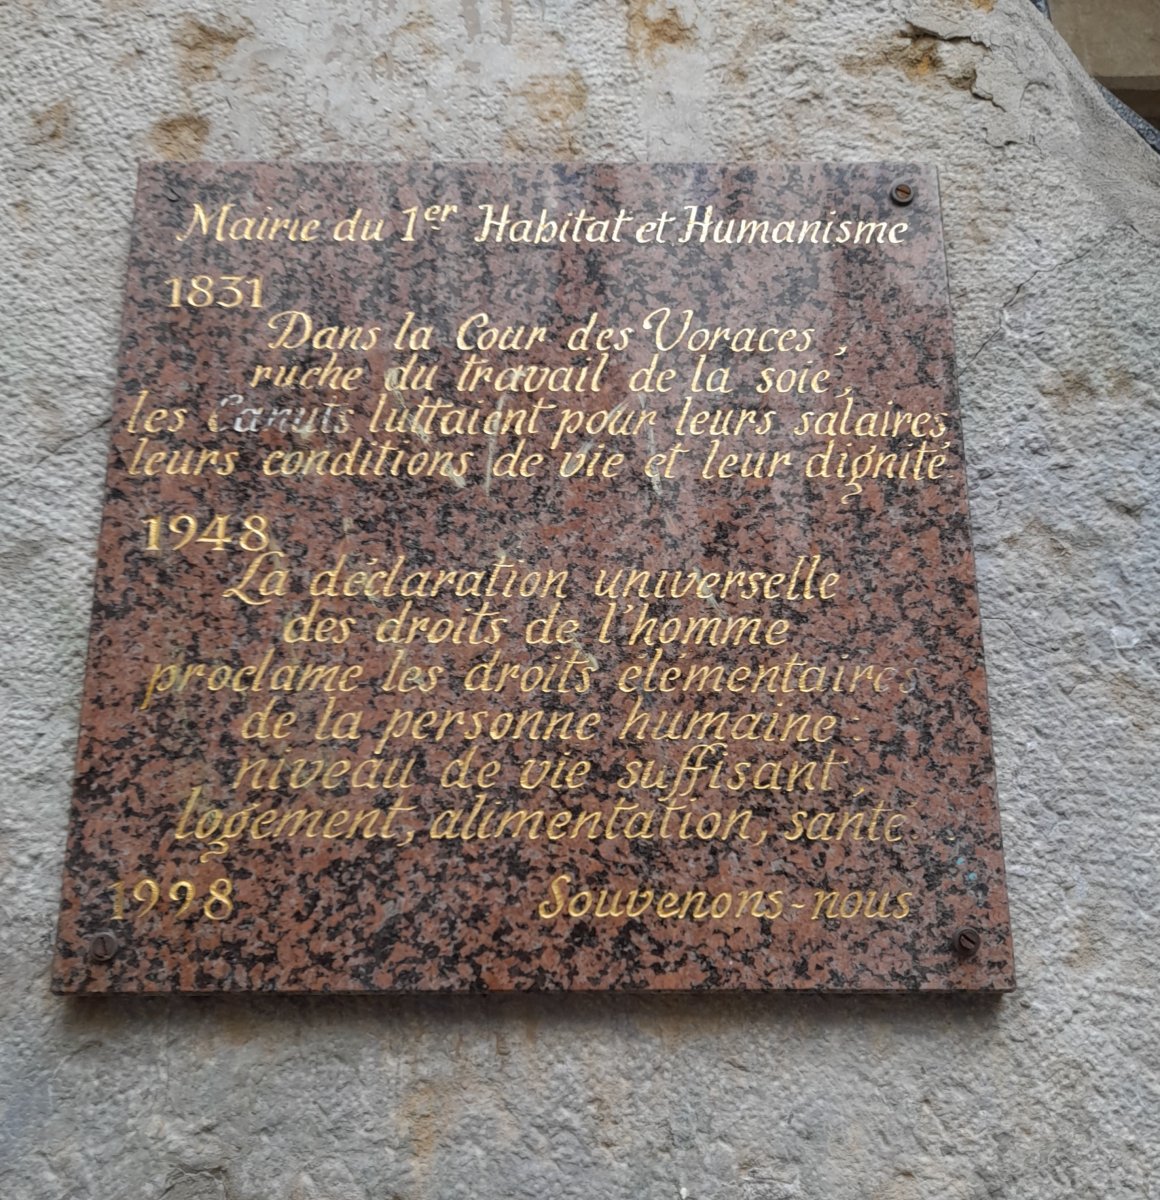 Mairie du 1er Habitat et Humanisme
1831
Dans la Cour des Voraces,
ruche du travail de la soie,
les Canuts luttaient pour leurs salaires,
leurs conditions de vie et leur dignité.
1948
La déclaration universelle
des droits de l'homme
proclame les droits elementaires
de la personne humaine :
niveau de vie suffisant,
logement, alimentation, santé
1998 Souvenons-nous